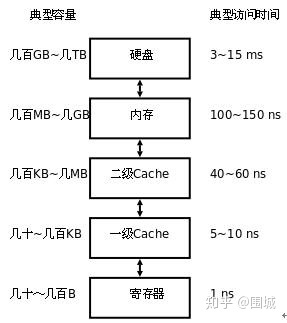 典型容量 典型访问时间
几百GB~几TB 硬盘 3~15 ms
几百MB~几GB 内存 100~150 ns
几百KB~几MB 二级Cache 40~60 ns
几十~几百KB 一级Cache 5~10 ns
几十~几百B 寄存器 1 ns
知乎 @围城